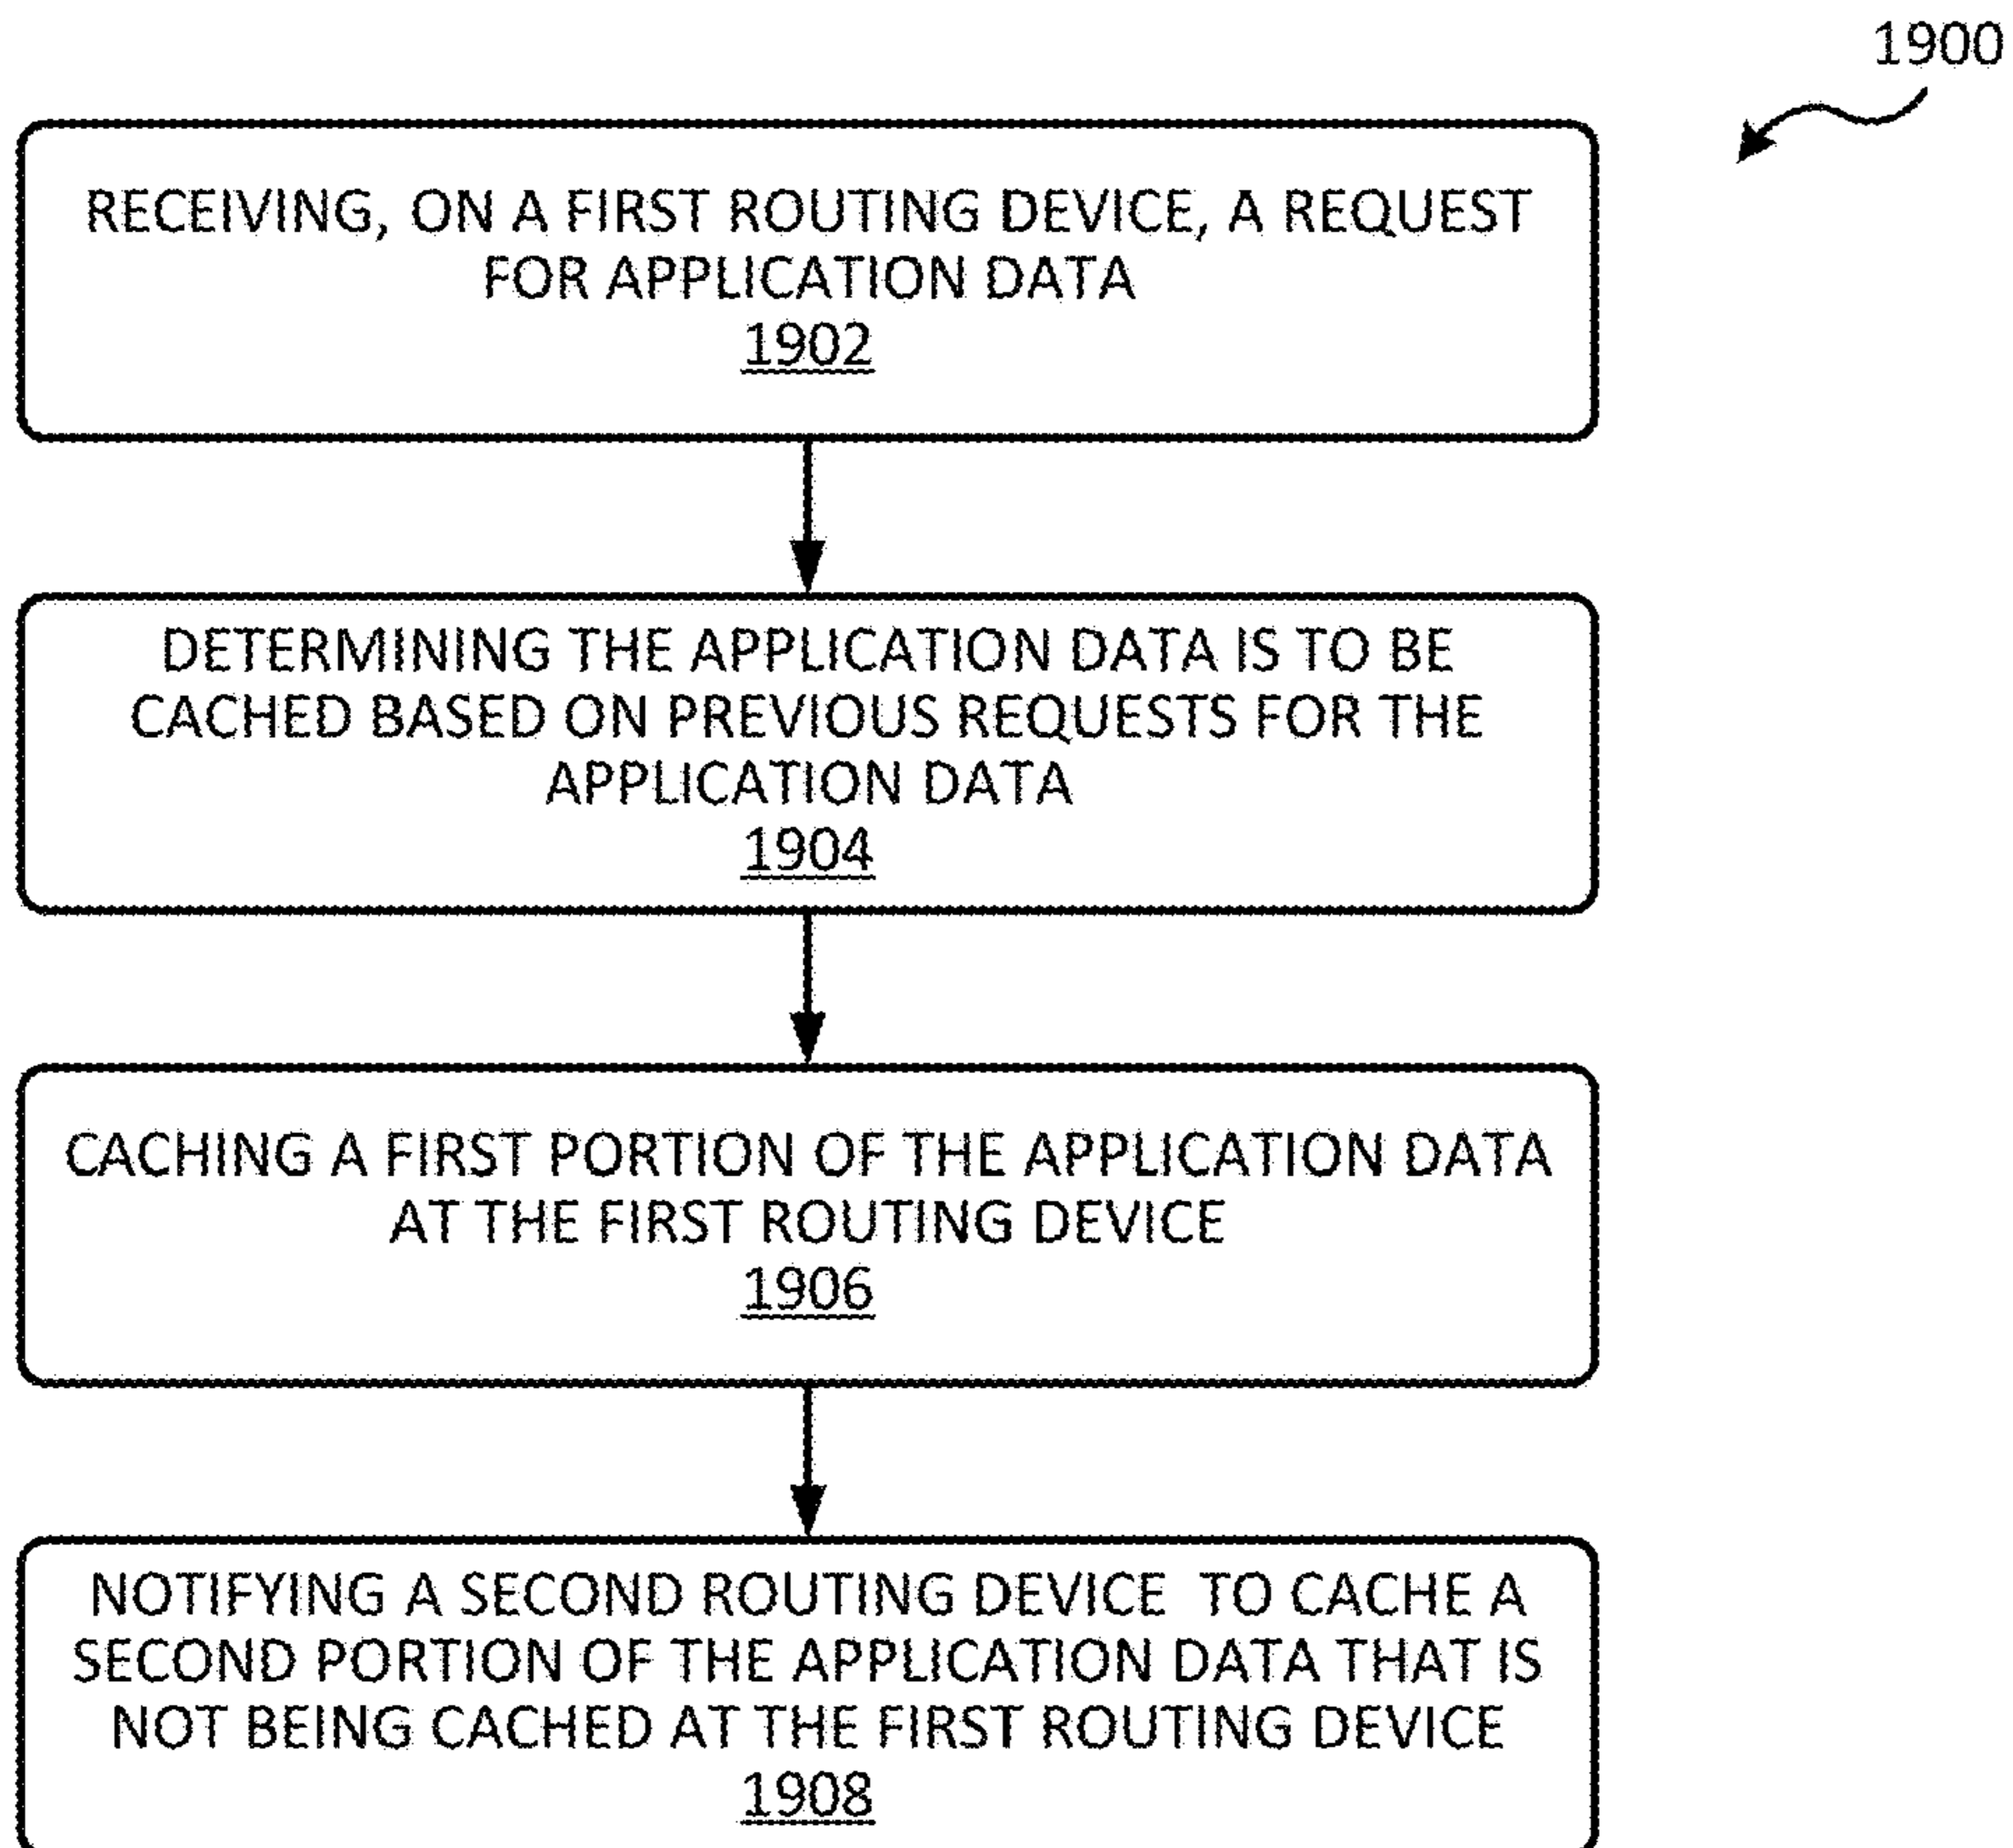 1900
RECEIVING, ON A FIRST ROUTING DEVICE, A REQUEST
FOR APPLICATION DATA
1902
DETERMINING THE APPLICATION DATA IS TO BE
CACHED BASED ON PREVIOUS REQUESTS FOR THE
APPLICATION DATA
1904
CACHING A FIRST PORTION OF THE APPLICATION DATA
AT THE FIRST ROUTING DEVICE
1906
NOTIFYING A SECOND ROUTING DEVICE TO CACHE A
SECOND PORTION OF THE APPLICATION DATA THAT IS
NOT BEING CACHED AT THE FIRST ROUTING DEVICE
1908